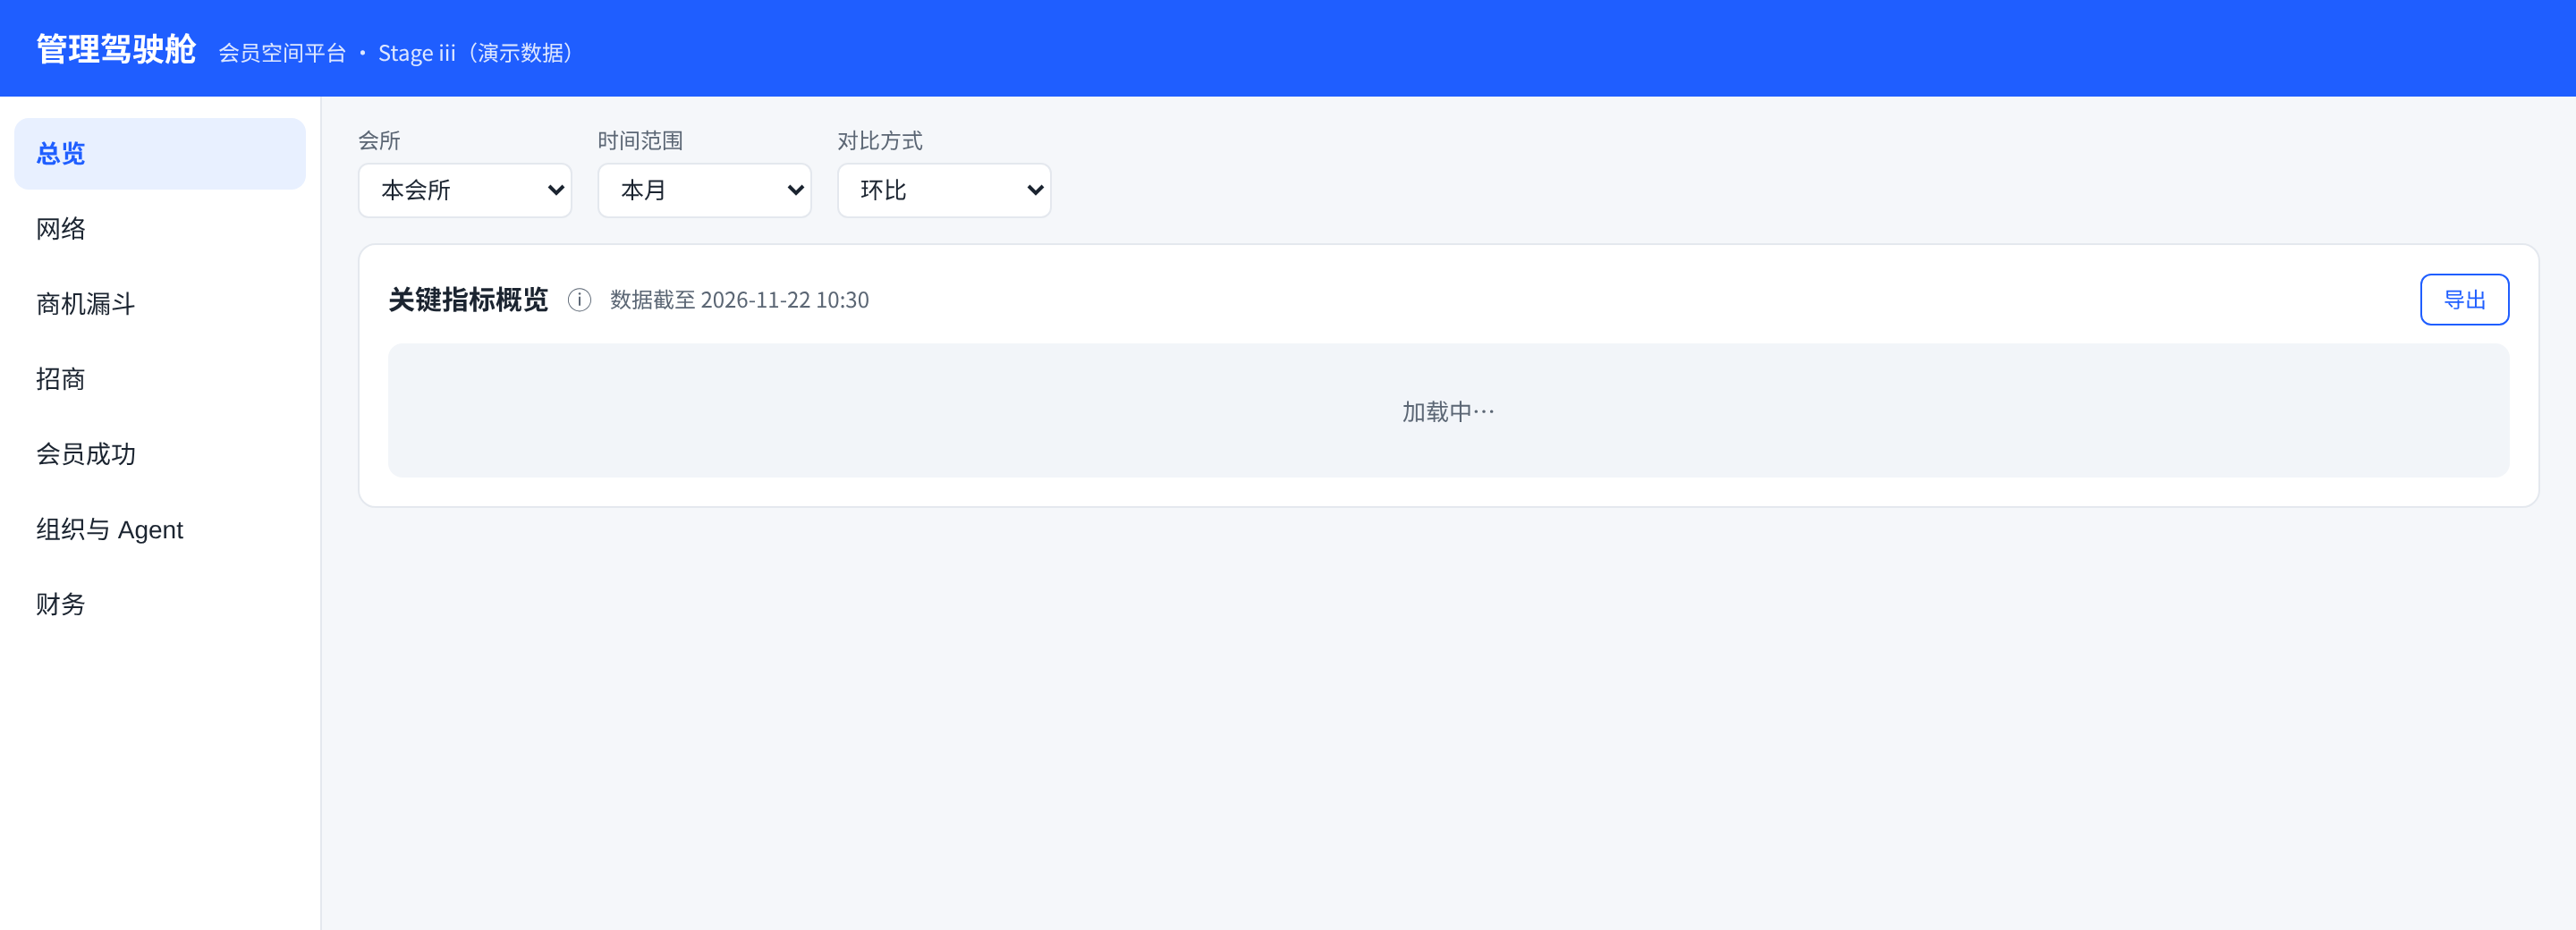 管理驾驶舱 会员空间平台 · Stage iii（演示数据）
总览
网络
商机漏斗
招商
会员成功
组织与 Agent
财务
会所 时间范围 对比方式
本会所 本月 环比
关键指标概览 ⓘ 数据截至 2026-11-22 10:30 导出
加载中…